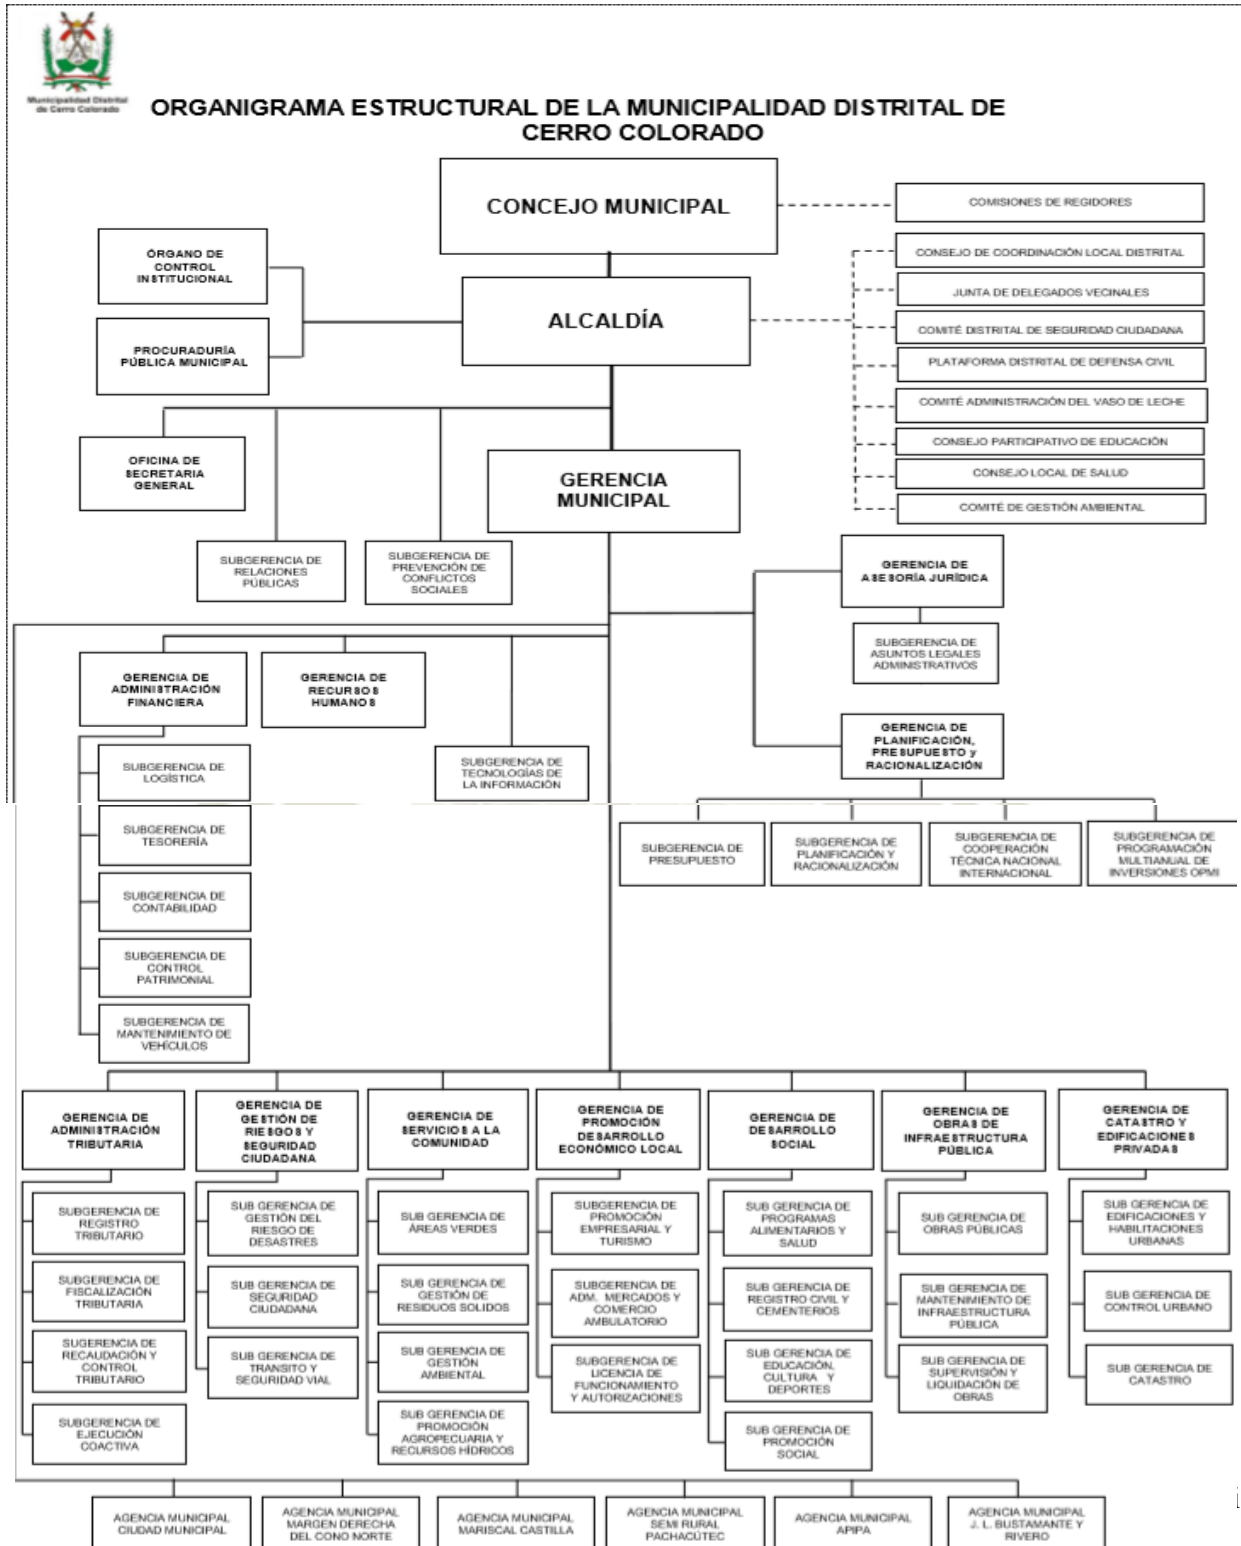 Municipalidad Distrital
de Cerro Colorado
ORGANIGRAMA ESTRUCTURAL DE LA MUNICIPALIDAD DISTRITAL DE
CERRO COLORADO
CONCEJO MUNICIPAL
COMISIONES DE REGIDORES
ÓRGANO DE
CONTROL
INSTITUCIONAL
PROCURADURÍA
PÚBLICA MUNICIPAL
ALCALDÍA
CONSEJO DE COORDINACIÓN LOCAL DISTRITAL
JUNTA DE DELEGADOS VECINALES
COMITÉ DISTRITAL DE SEGURIDAD CIUDADANA
PLATAFORMA DISTRITAL DE DEFENSA CIVIL
COMITÉ ADMINISTRACIÓN DEL VASO DE LECHE
CONSEJO PARTICIPATIVO DE EDUCACIÓN
CONSEJO LOCAL DE SALUD
COMITÉ DE GESTIÓN AMBIENTAL
OFICINA DE
SECRETARIA
GENERAL
GERENCIA
MUNICIPAL
SUBGERENCIA DE
RELACIONES
PÚBLICAS
SUBGERENCIA DE
PREVENCIÓN DE
CONFLICTOS
SOCIALES
GERENCIA DE
ASESORÍA JURÍDICA
SUBGERENCIA DE
ASUNTOS LEGALES
ADMINISTRATIVOS
GERENCIA DE
ADMINISTRACIÓN
FINANCIERA
GERENCIA DE
RECURSOS
HUMANOS
GERENCIA DE
PLANIFICACIÓN,
PRESUPUESTO y
RACIONALIZACIÓN
SUBGERENCIA DE
LOGÍSTICA
SUBGERENCIA DE
TECNOLOGÍAS DE
LA INFORMACIÓN
SUBGERENCIA DE
TESORERÍA
SUBGERENCIA DE
CONTABILIDAD
SUBGERENCIA DE
CONTROL
PATRIMONIAL
SUBGERENCIA DE
MANTENIMIENTO DE
VEHÍCULOS
SUBGERENCIA DE
PRESUPUESTO
SUBGERENCIA DE
PLANIFICACIÓN Y
RACIONALIZACIÓN
SUBGERENCIA DE
COOPERACIÓN
TÉCNICA NACIONAL
INTERNACIONAL
SUBGERENCIA DE
PROGRAMACIÓN
MULTIANUAL DE
INVERSIONES OPMI
GERENCIA DE
ADMINISTRACIÓN
TRIBUTARIA
SUBGERENCIA DE
REGISTRO
TRIBUTARIO
SUBGERENCIA DE
FISCALIZACIÓN
TRIBUTARIA
SUGERENCIA DE
RECAUDACIÓN Y
CONTROL
TRIBUTARIO
SUBGERENCIA DE
EJECUCIÓN
COACTIVA
GERENCIA DE
GESTIÓN DE
RIESGOS Y
SEGURIDAD
CIUDADANA
SUB GERENCIA DE
GESTIÓN DEL
RIESGO DE
DESASTRES
SUB GERENCIA DE
SEGURIDAD
CIUDADANA
SUB GERENCIA DE
TRANSITO Y
SEGURIDAD VIAL
GERENCIA DE
SERVICIOS A LA
COMUNIDAD
SUB GERENCIA DE
ÁREAS VERDES
SUB GERENCIA DE
GESTIÓN DE
RESIDUOS SOLIDOS
SUB GERENCIA DE
GESTIÓN
AMBIENTAL
SUB GERENCIA DE
PROMOCIÓN
AGROPECUARIA Y
RECURSOS HÍDRICOS
GERENCIA DE
PROMOCIÓN
DESARROLLO
ECONÓMICO LOCAL
SUBGERENCIA DE
PROMOCIÓN
EMPRESARIAL Y
TURISMO
SUBGERENCIA DE
ADM. MERCADOS Y
COMERCIO
AMBULATORIO
SUBGERENCIA DE
LICENCIA DE
FUNCIONAMIENTO
Y AUTORIZACIONES
GERENCIA DE
DESARROLLO
SOCIAL
SUB GERENCIA DE
PROGRAMAS
ALIMENTARIOS Y
SALUD
SUB GERENCIA DE
REGISTRO CIVIL Y
CEMENTERIOS
SUB GERENCIA DE
EDUCACIÓN,
CULTURA Y
DEPORTES
SUB GERENCIA DE
PROMOCIÓN
SOCIAL
GERENCIA DE
OBRAS DE
INFRAESTRUCTURA
PÚBLICA
SUB GERENCIA DE
OBRAS PÚBLICAS
SUB GERENCIA DE
MANTENIMIENTO DE
INFRAESTRUCTURA
PÚBLICA
SUB GERENCIA DE
SUPERVISIÓN Y
LIQUIDACIÓN DE
OBRAS
GERENCIA DE
CATASTRO Y
EDIFICACIONES
PRIVADAS
SUB GERENCIA DE
EDIFICACIONES Y
HABILITACIONES
URBANAS
SUB GERENCIA DE
CONTROL URBANO
SUB GERENCIA DE
CATASTRO
AGENCIA MUNICIPAL
CIUDAD MUNICIPAL
AGENCIA MUNICIPAL
MARGEN DERECHA
DEL CONO NORTE
AGENCIA MUNICIPAL
MARISCAL CASTILLA
AGENCIA MUNICIPAL
SEMI RURAL
PACHACÚTEC
AGENCIA MUNICIPAL
APIPA
AGENCIA MUNICIPAL
J. L. BUSTAMANTE Y
RIVERO